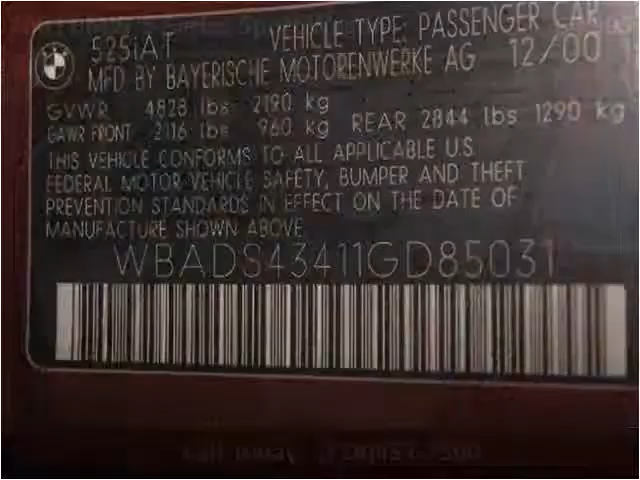 525iAT VEHICLE TYPE: PASSENGER CAR
MFD BY BAYERISCHE MOTORENWERKE AG 12/00
GVWR 4828 lbs 2190 kg
GAWR FRONT 2116 lbs 960 kg REAR 2844 lbs 1290 kg
THIS VEHICLE CONFORMS TO ALL APPLICABLE U.S.
FEDERAL MOTOR VEHICLE SAFETY, BUMPER AND THEFT
PREVENTION STANDARDS IN EFFECT ON THE DATE OF
MANUFACTURE SHOWN ABOVE
WBADS43411GD85031